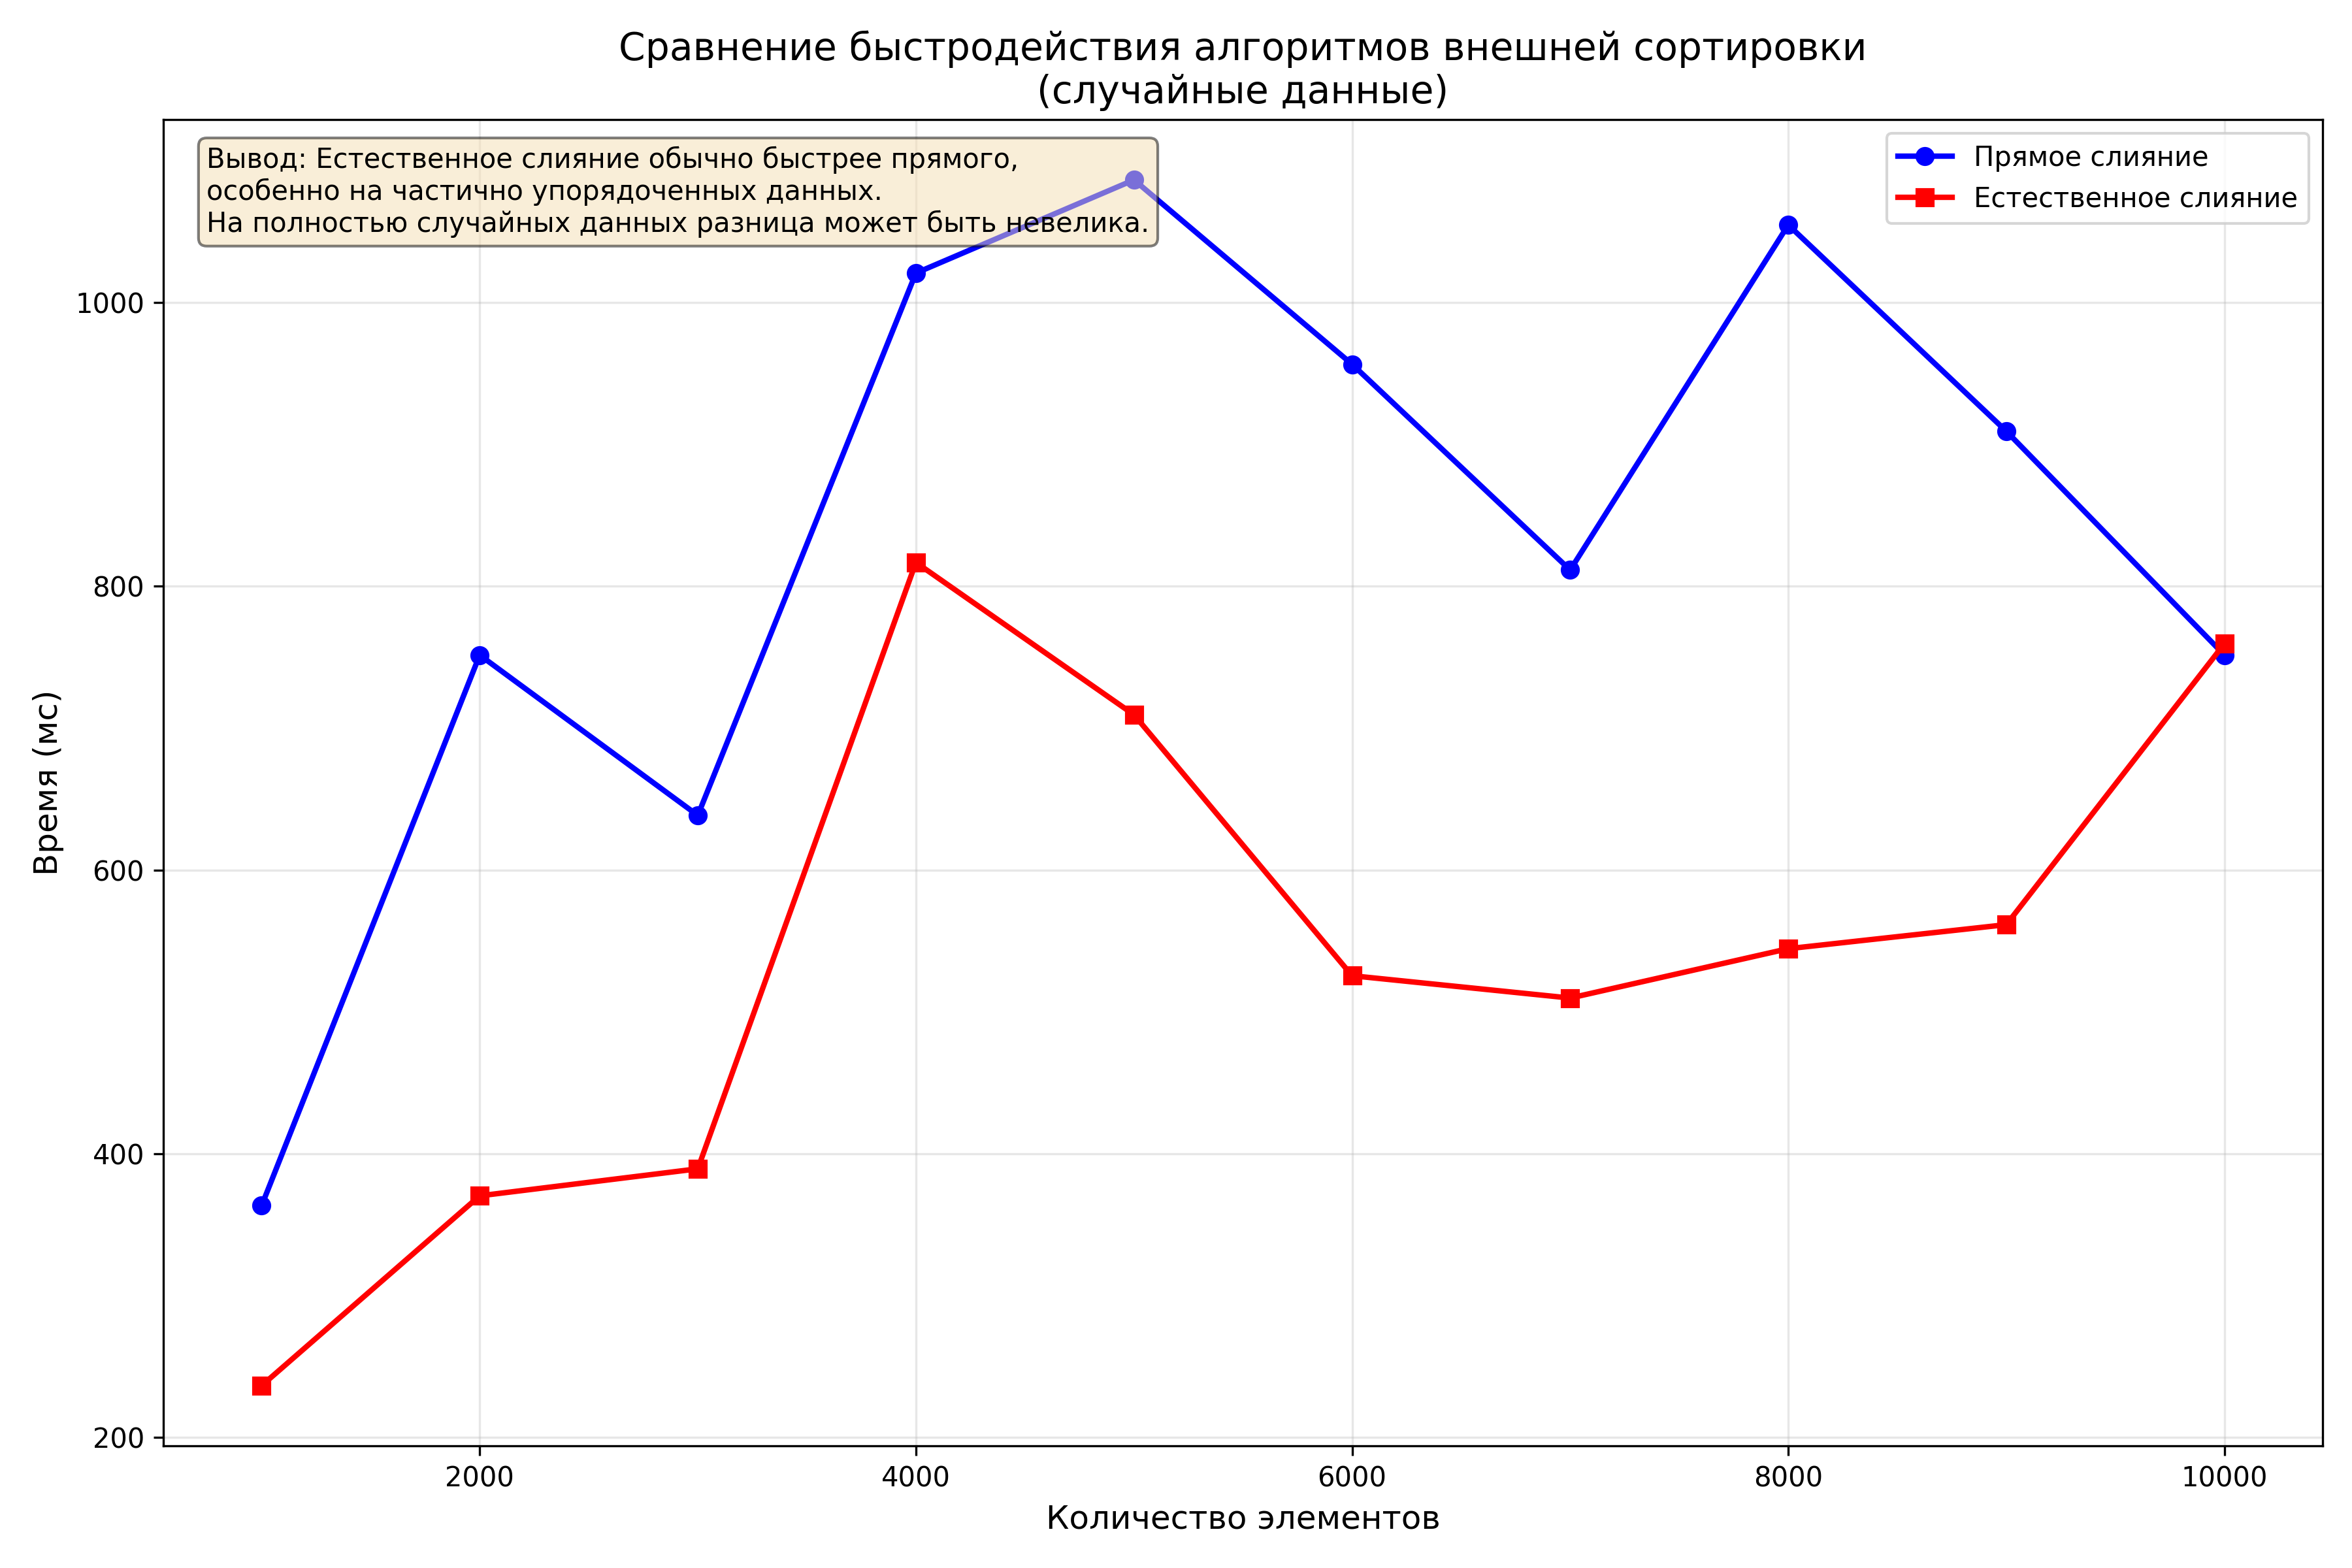 Сравнение быстродействия алгоритмов внешней сортировки
(случайные данные)
Вывод: Естественное слияние обычно быстрее прямого,
особенно на частично упорядоченных данных.
На полностью случайных данных разница может быть невелика.
Прямое слияние
Естественное слияние
Время (мс)
1000
800
600
400
200
2000
4000
6000
8000
10000
Количество элементов